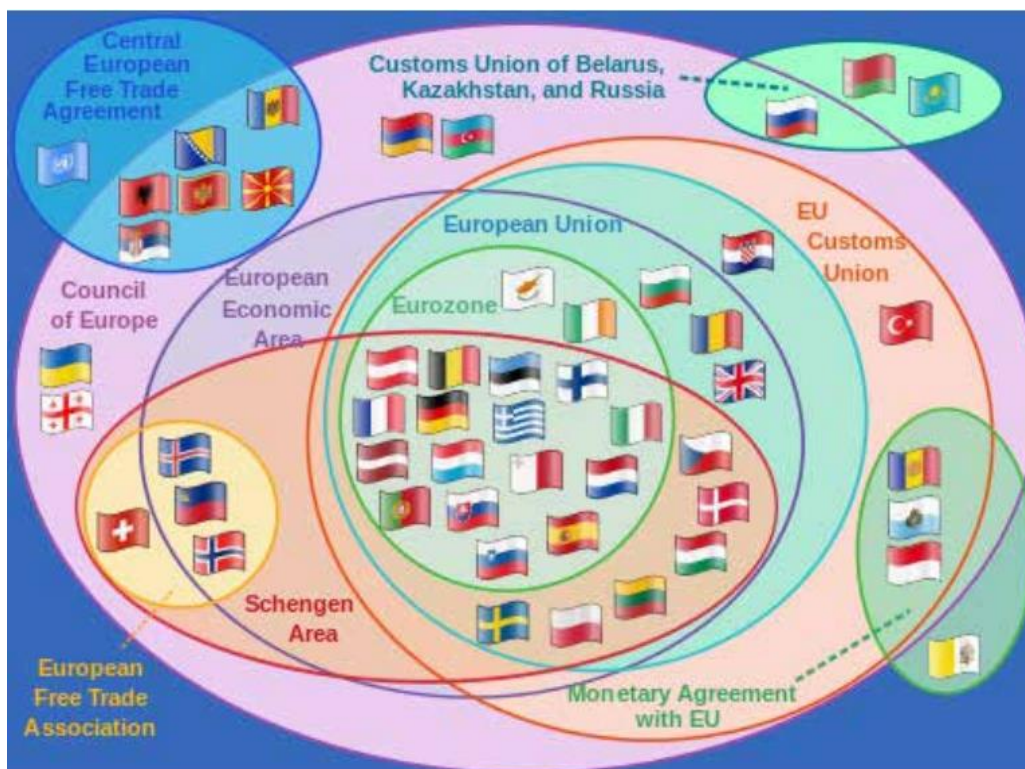 Central
European
Free Trade
Agreement
Customs Union of Belarus,
Kazakhstan, and Russia
European Union
EU
Customs
Union
Council
of Europe
European
Economic
Area
Eurozone
Schengen
Area
European
Free Trade
Association
Monetary Agreement
with EU